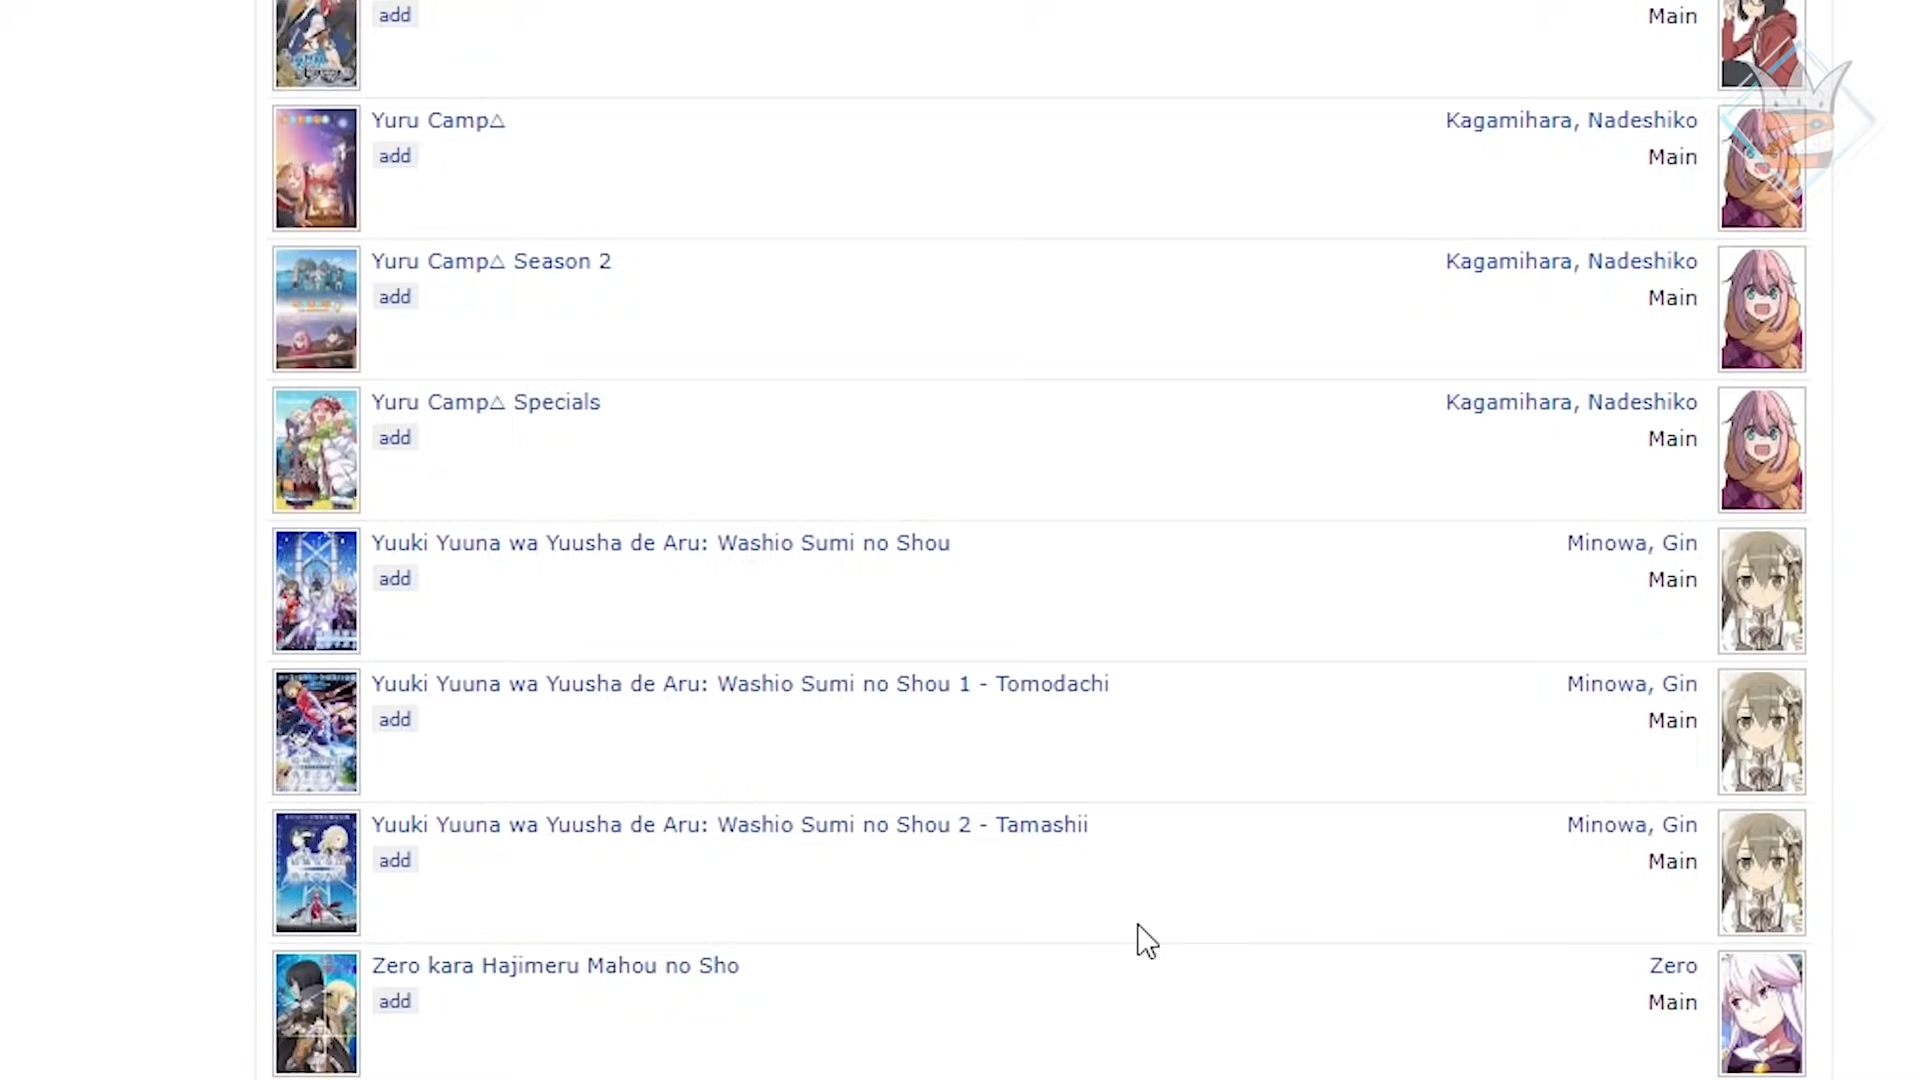 add
Main
Yuru Camp△
Kagamihara, Nadeshiko
add
Main
Yuru Camp△ Season 2
Kagamihara, Nadeshiko
add
Main
Yuru Camp△ Specials
Kagamihara, Nadeshiko
add
Main
Yuuki Yuuna wa Yuusha de Aru: Washio Sumi no Shou
Minowa, Gin
add
Main
Yuuki Yuuna wa Yuusha de Aru: Washio Sumi no Shou 1 - Tomodachi
Minowa, Gin
add
Main
Yuuki Yuuna wa Yuusha de Aru: Washio Sumi no Shou 2 - Tamashii
Minowa, Gin
add
Main
Zero kara Hajimeru Mahou no Sho
Zero
add
Main